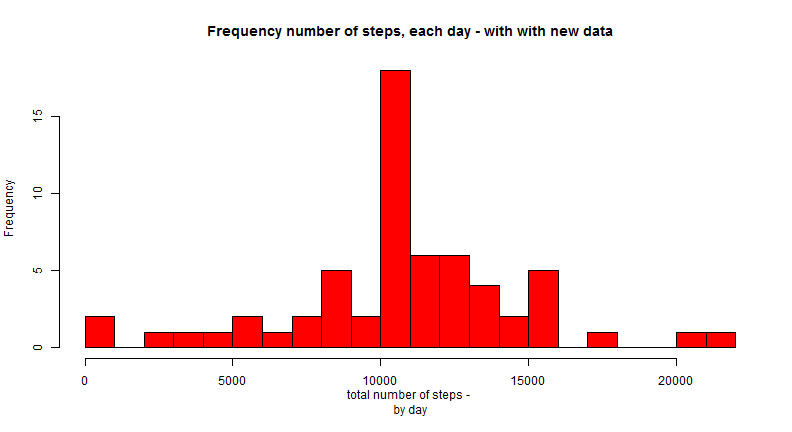 Frequency number of steps, each day - with with new data
Frequency
15
10
5
0
0 5000 10000 15000 20000
total number of steps -
by day